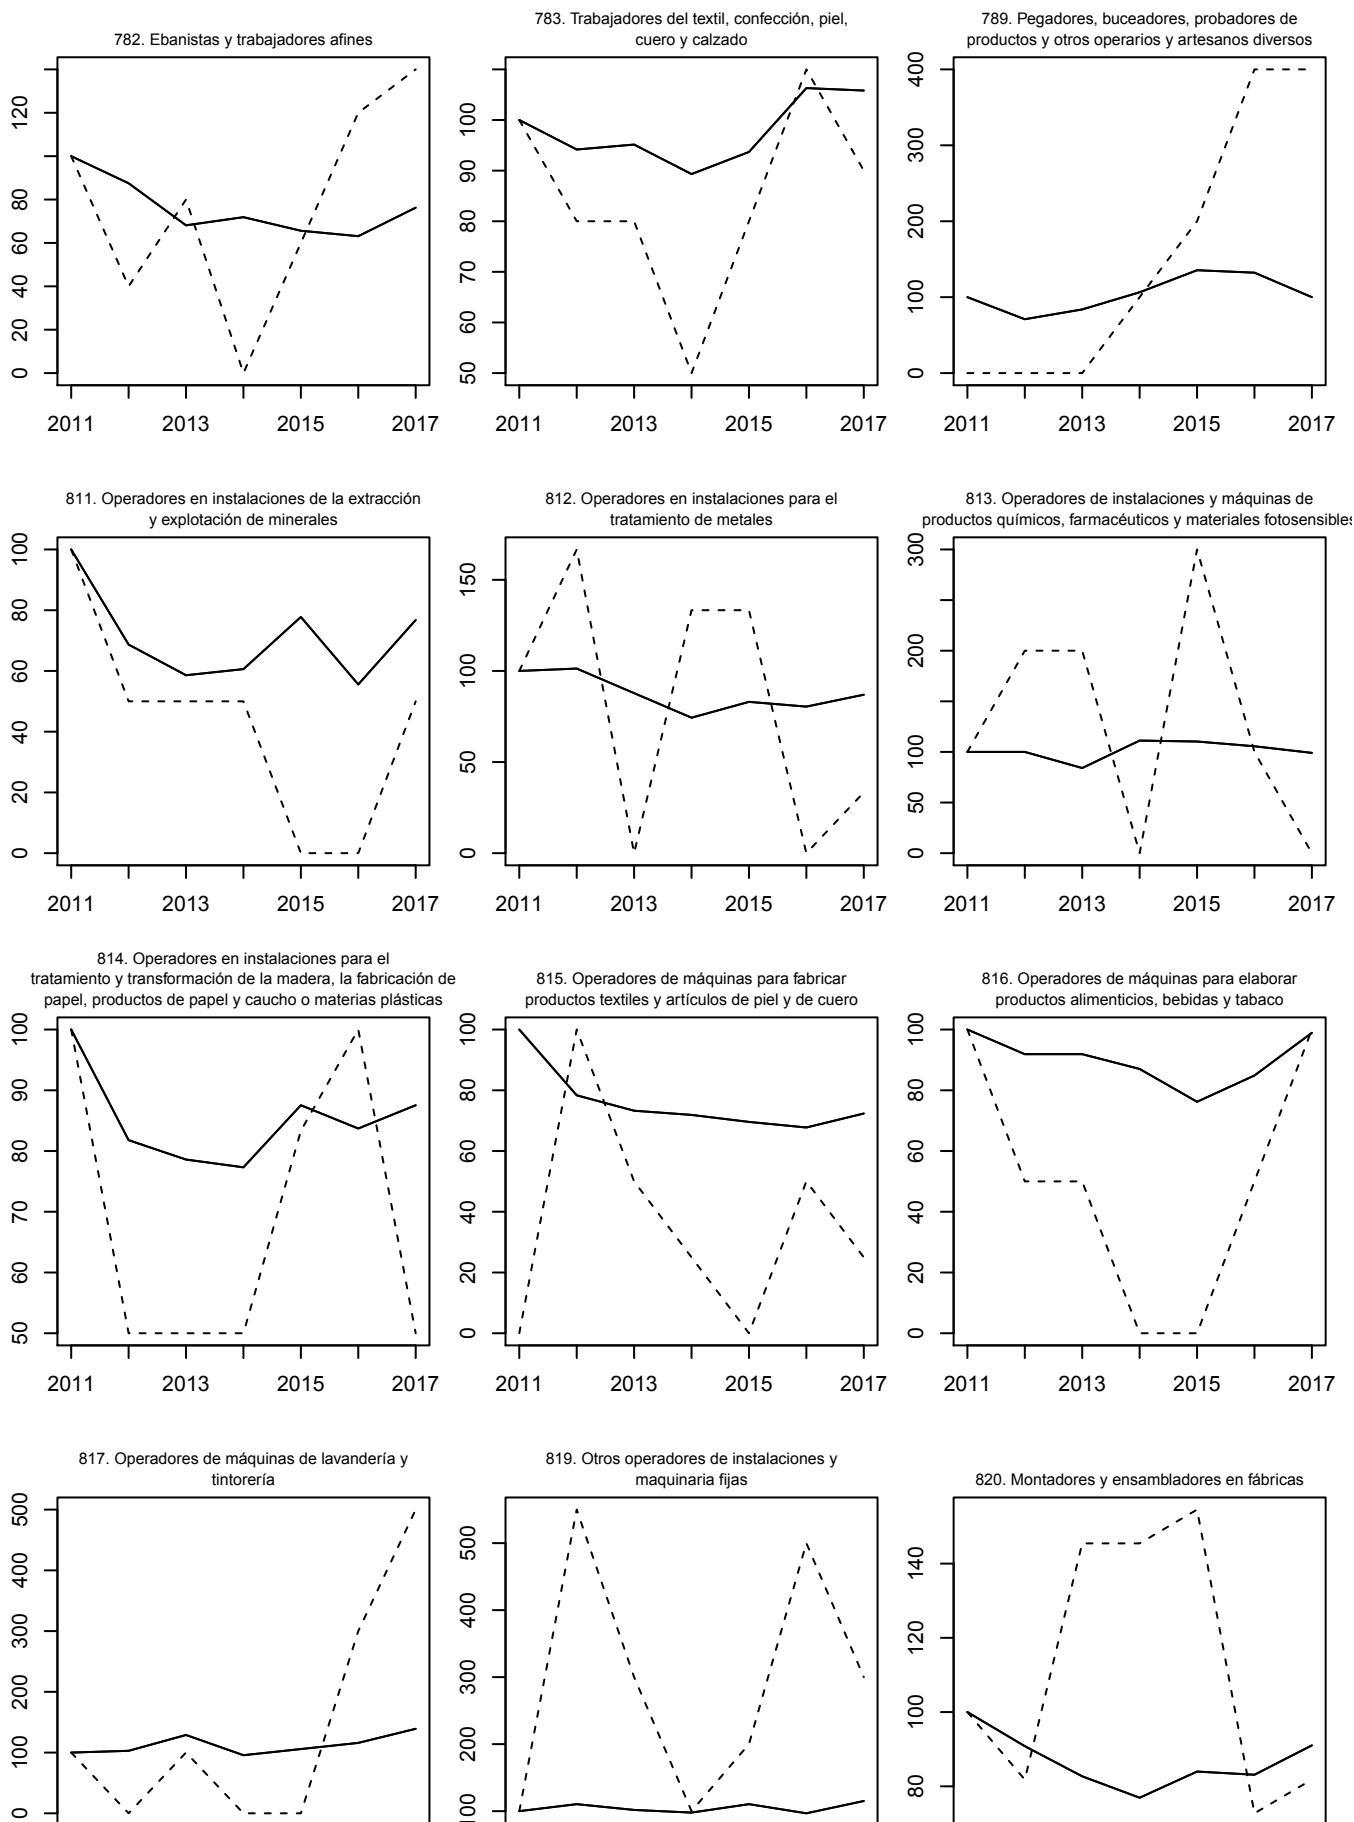 782. Ebanistas y trabajadores afines
0 20 40 60 80 120
2011 2013 2015 2017
783. Trabajadores del textil, confección, piel,
cuero y calzado
50 60 70 80 90 100
2011 2013 2015 2017
789. Pegadores, buceadores, probadores de
productos y otros operarios y artesanos diversos
0 100 200 300 400
2011 2013 2015 2017
811. Operadores en instalaciones de la extracción
y explotación de minerales
0 20 40 60 80 100
2011 2013 2015 2017
812. Operadores en instalaciones para el
tratamiento de metales
0 50 100 150
2011 2013 2015 2017
813. Operadores de instalaciones y máquinas de
productos químicos, farmacéuticos y materiales fotosensibles
0 50 100 200 300
2011 2013 2015 2017
814. Operadores en instalaciones para el
tratamiento y transformación de la madera, la fabricación de
papel, productos de papel y caucho o materias plásticas
50 60 70 80 90 100
2011 2013 2015 2017
815. Operadores de máquinas para fabricar
productos textiles y artículos de piel y de cuero
0 20 40 60 80 100
2011 2013 2015 2017
816. Operadores de máquinas para elaborar
productos alimenticios, bebidas y tabaco
0 20 40 60 80 100
2011 2013 2015 2017
817. Operadores de máquinas de lavandería y
tintorería
0 100 200 300 400 500
819. Otros operadores de instalaciones y
maquinaria fijas
100 200 300 400 500
820. Montadores y ensambladores en fábricas
80 100 120 140